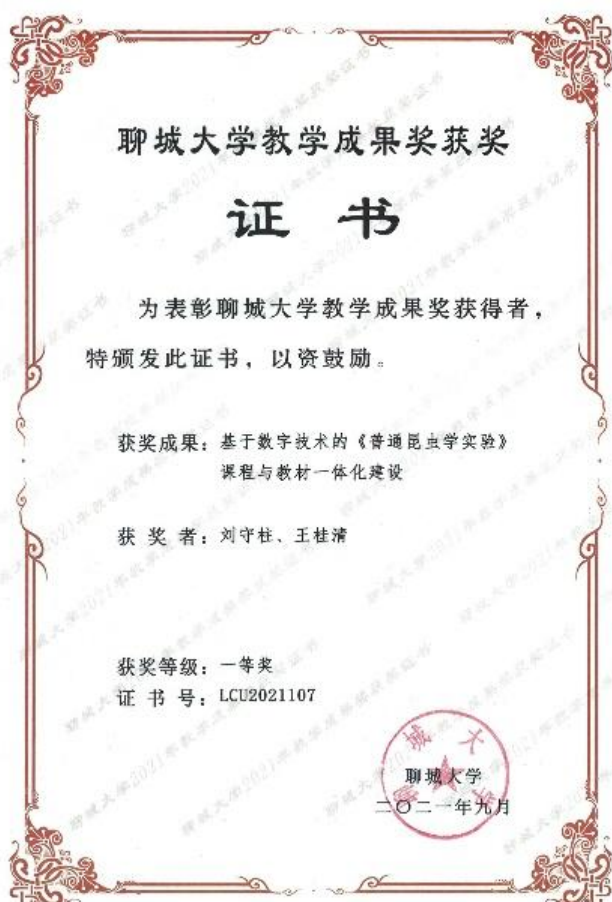 聊城大学教学成果奖获奖
证 书
为表彰聊城大学教学成果奖获得者，
特颁发此证书，以资鼓励。
获奖成果：基于数字技术的《普通昆虫学实验》
课程与教材一体化建设
获 奖 者：刘守柱、王桂清
获奖等级：一等奖
证 书 号：LCU2021107
聊城大学
聊城大学
二〇二一年九月